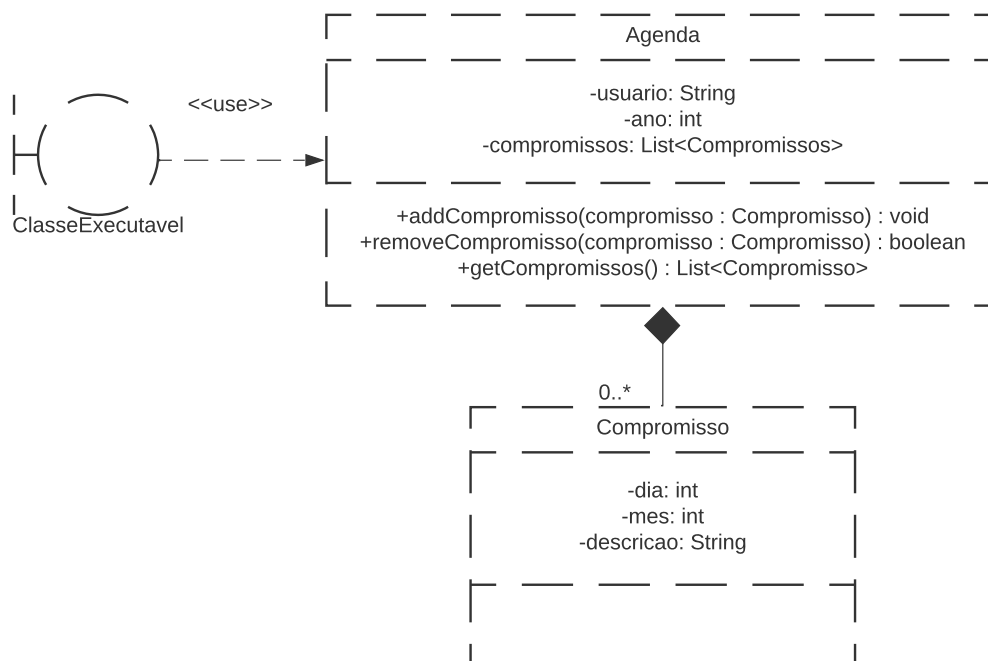 Agenda
<<use>>
-usuario: String
-ano: int
-compromissos: List<Compromissos>
ClasseExecutavel
+addCompromisso(compromisso : Compromisso) : void
+removeCompromisso(compromisso : Compromisso) : boolean
+getCompromissos() : List<Compromisso>
0..*
Compromisso
-dia: int
-mes: int
-descricao: String